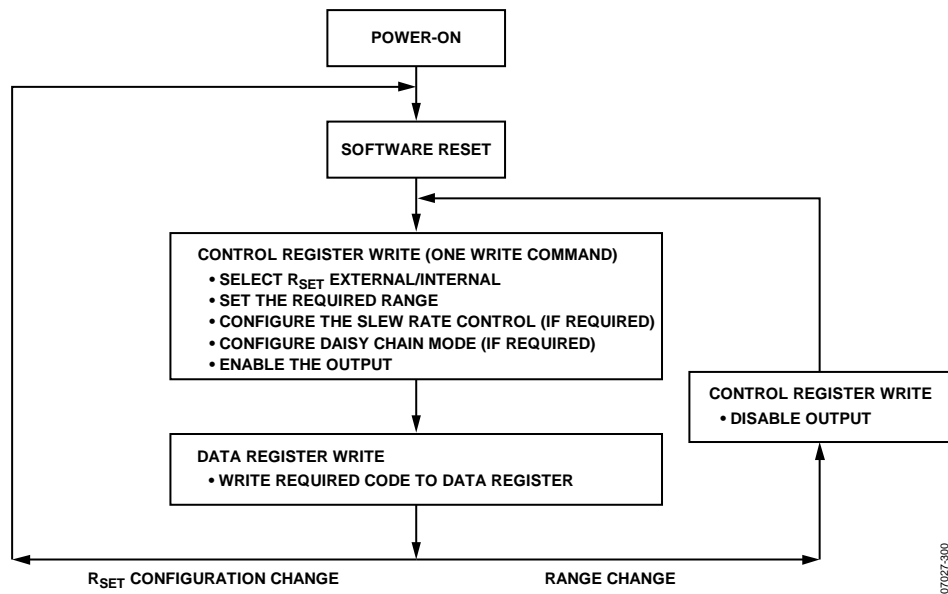 POWER-ON
SOFTWARE RESET
CONTROL REGISTER WRITE (ONE WRITE COMMAND)
• SELECT RSET EXTERNAL/INTERNAL
• SET THE REQUIRED RANGE
• CONFIGURE THE SLEW RATE CONTROL (IF REQUIRED)
• CONFIGURE DAISY CHAIN MODE (IF REQUIRED)
• ENABLE THE OUTPUT
CONTROL REGISTER WRITE
• DISABLE OUTPUT
DATA REGISTER WRITE
• WRITE REQUIRED CODE TO DATA REGISTER
RSET CONFIGURATION CHANGE
RANGE CHANGE
07027-300